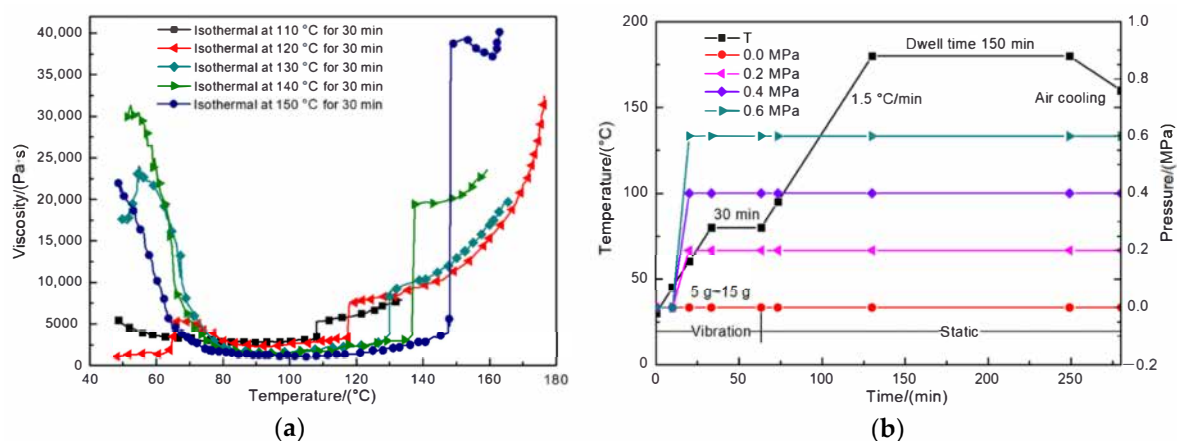 40,000
35,000
30,000
25,000
20,000
15,000
10,000
5000
0
Viscosity/(Pa·s)
Isothermal at 110 °C for 30 min
Isothermal at 120 °C for 30 min
Isothermal at 130 °C for 30 min
Isothermal at 140 °C for 30 min
Isothermal at 150 °C for 30 min
40 60 80 100 120 140 160 180
Temperature/(°C)
(a)
200
150
100
50
0
Temperature/(°C)
T
0.0 MPa
0.2 MPa
0.4 MPa
0.6 MPa
Dwell time 150 min
1.5 °C/min
Air cooling
30 min
5 g~15 g
Vibration
Static
1.0
0.8
0.6
0.4
0.2
0.0
-0.2
Pressure/(MPa)
0 50 100 150 200 250
Time/(min)
(b)